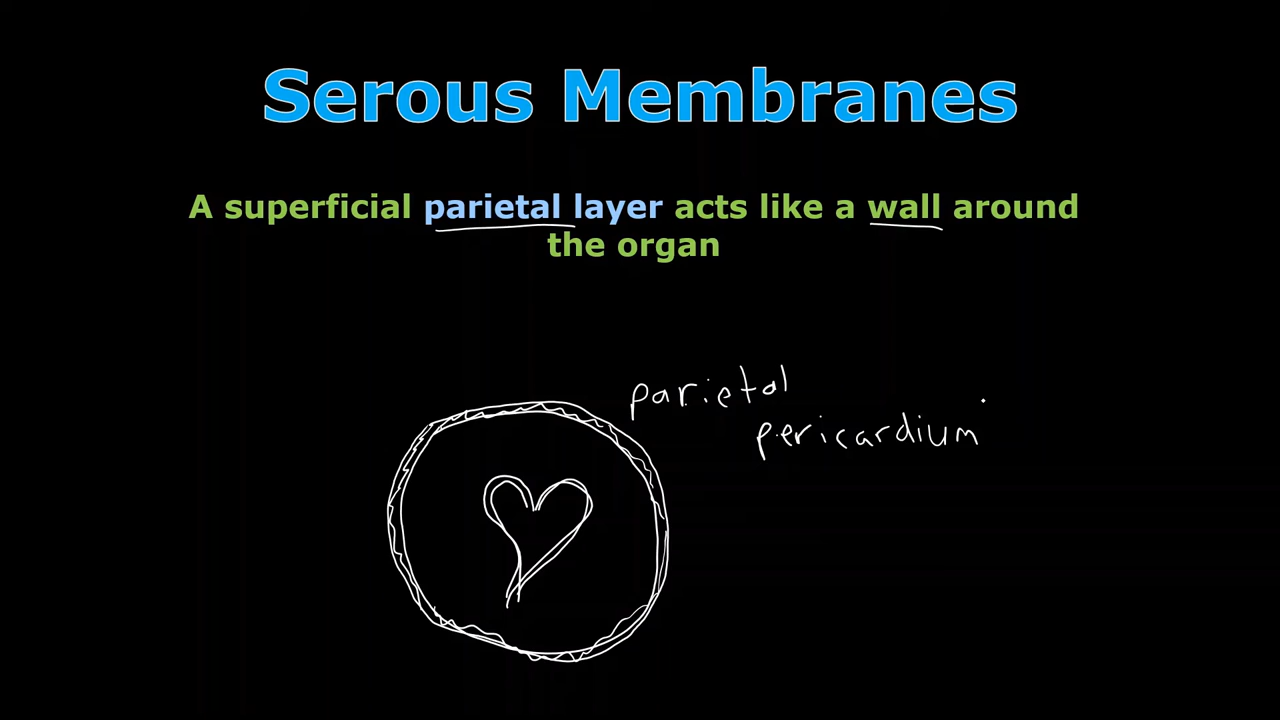 Serous Membranes
A superficial parietal layer acts like a wall around
the organ
parietal
pericardium